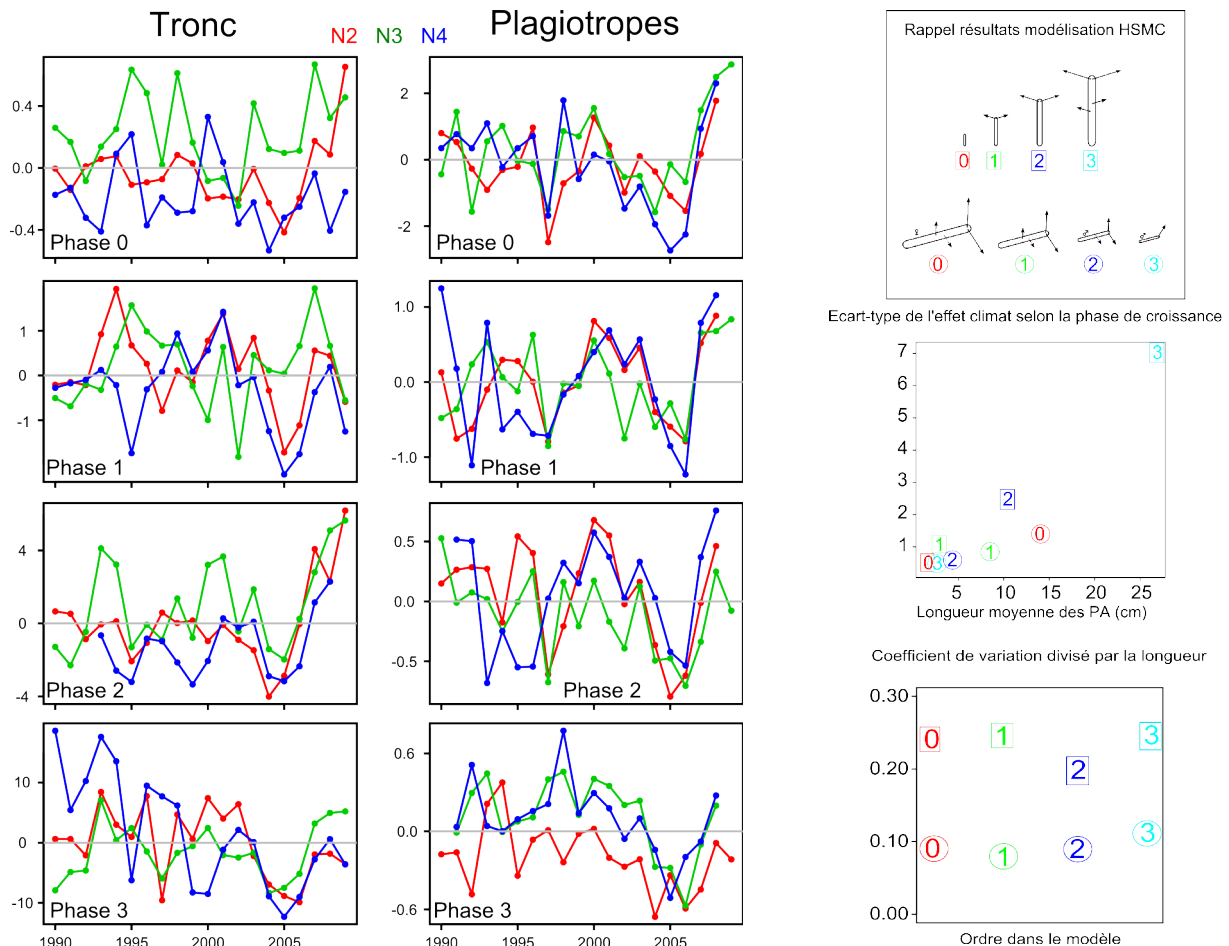 Tronc
N2 N3 N4
Plagiotropes
0.4
0.0
-0.4
Phase 0
2
0
-2
Phase 0
1
0
-1
Phase 1
1.0
0.0
-1.0
Phase 1
4
0
-4
Phase 2
0.5
0.0
-0.5
Phase 2
10
0
-10
Phase 3
1990 1995 2000 2005
0.6
0.0
-0.6
Phase 3
1990 1995 2000 2005
Rappel résultats modélisation HSMC
0 1 2 3
0 1 2 3
Ecart-type de l'effet climat selon la phase de croissance
7
6
5
4
3
2
1
3
2
0
1
1
0
3
2
5 10 15 20 25
Longueur moyenne des PA (cm)
Coefficient de variation divisé par la longueur
0.30
0.20
0.10
0.00
0 1 2 3
0 1 2 3
Ordre dans le modèle